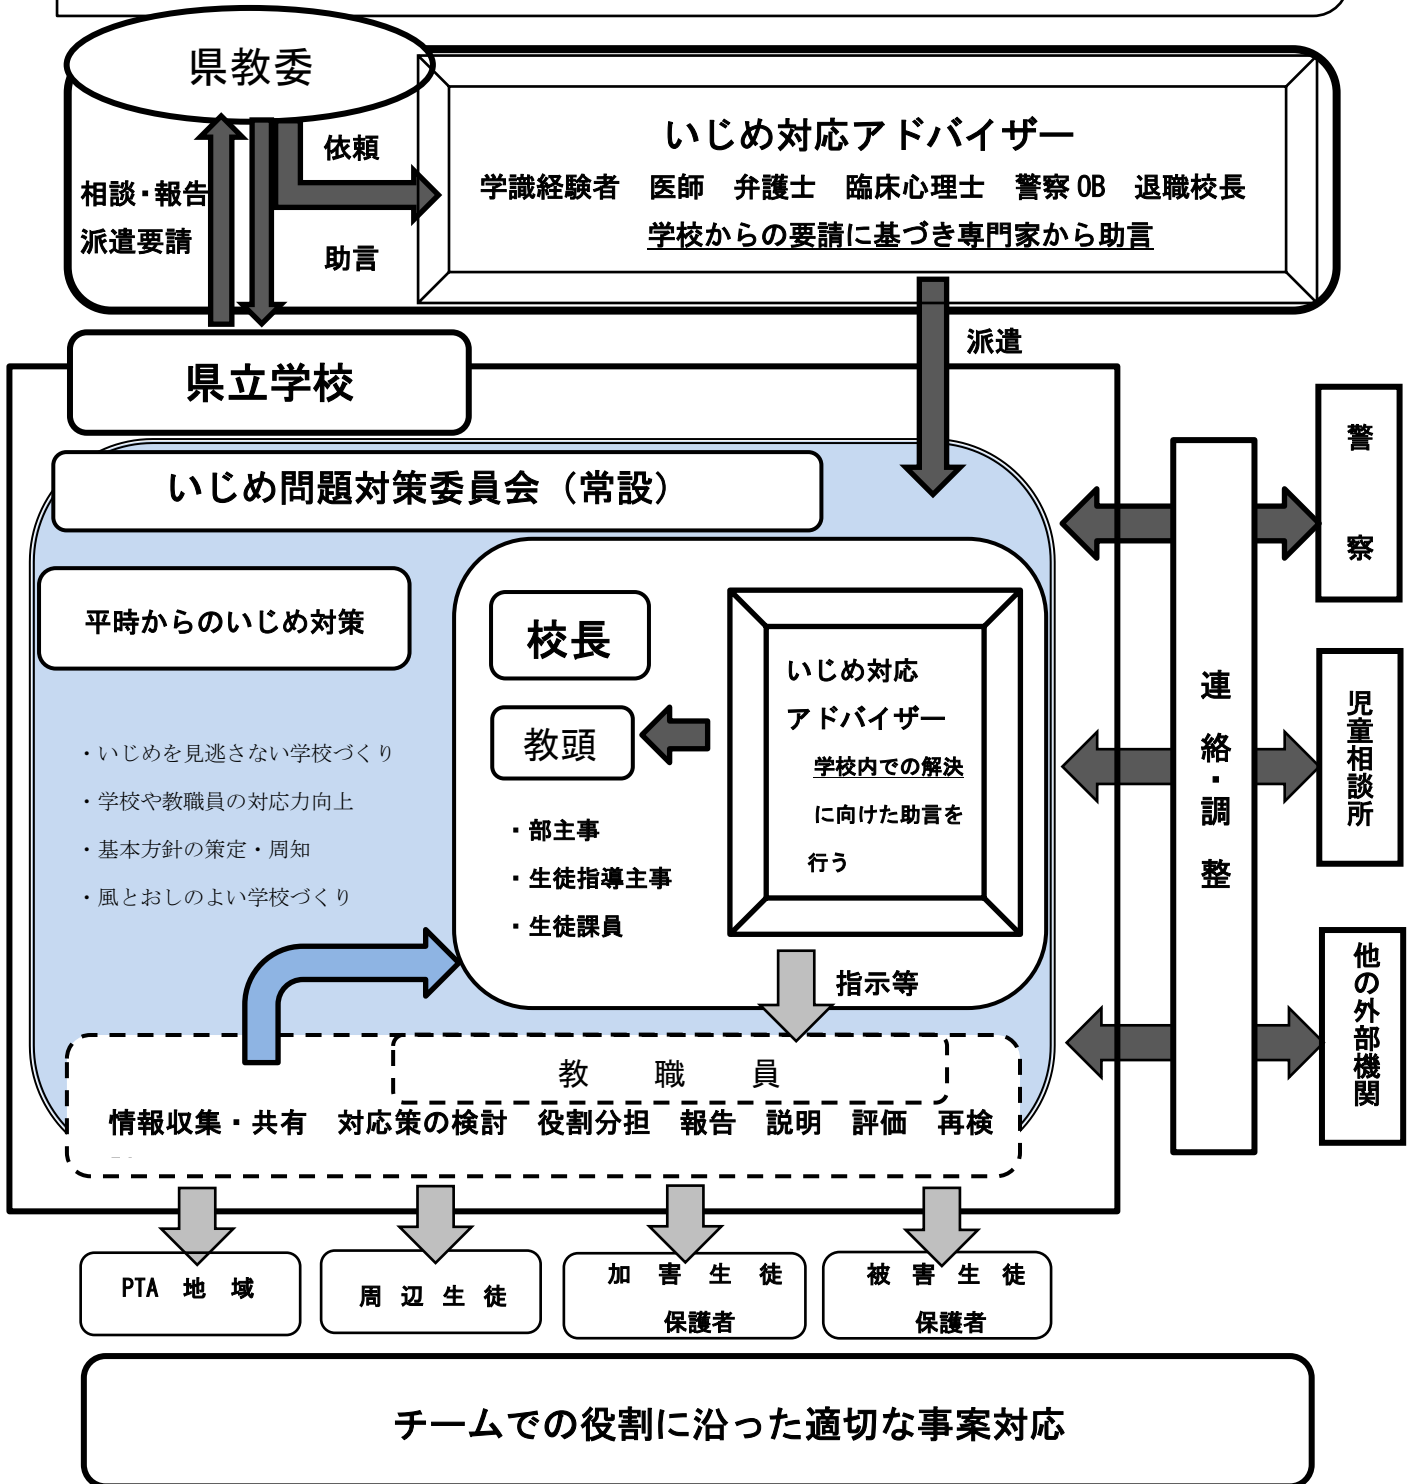 県教委
依頼
相談・報告
派遣要請
助言
いじめ対応アドバイザー
学識経験者　医師　弁護士　臨床心理士　警察OB　退職校長
学校からの要請に基づき専門家から助言
派遣
県立学校
いじめ問題対策委員会（常設）
平時からのいじめ対策
・いじめを見逃さない学校づくり
・学校や教職員の対応力向上
・基本方針の策定・周知
・風とおしのよい学校づくり
校長
教頭
・部主事
・生徒指導主事
・生徒課員
いじめ対応
アドバイザー
学校内での解決
に向けた助言を
行う
指示等
教　職　員
情報収集・共有　対応策の検討　役割分担　報告　説明　評価　再検
連絡・調整
警察
児童相談所
他の外部機関
PTA　地　域
周　辺　生　徒
加　害　生　徒
保護者
被　害　生　徒
保護者
チームでの役割に沿った適切な事案対応